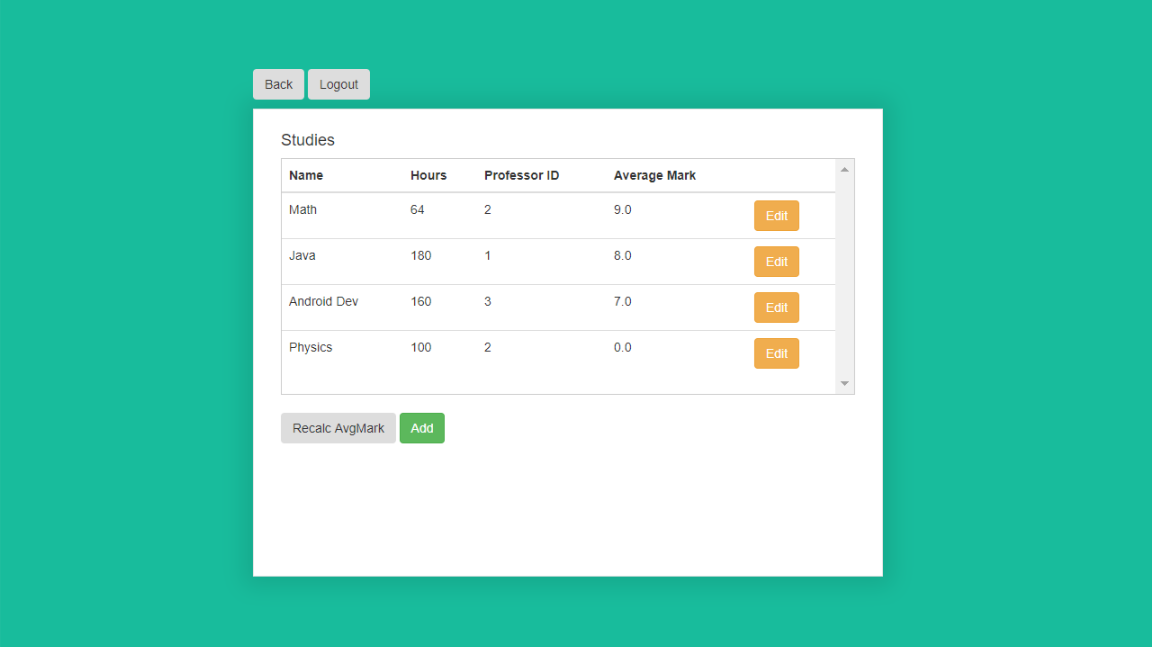 Back Logout
Studies
Name Hours Professor ID Average Mark
Math 64 2 9.0 Edit
Java 180 1 8.0 Edit
Android Dev 160 3 7.0 Edit
Physics 100 2 0.0 Edit
Recalc AvgMark Add